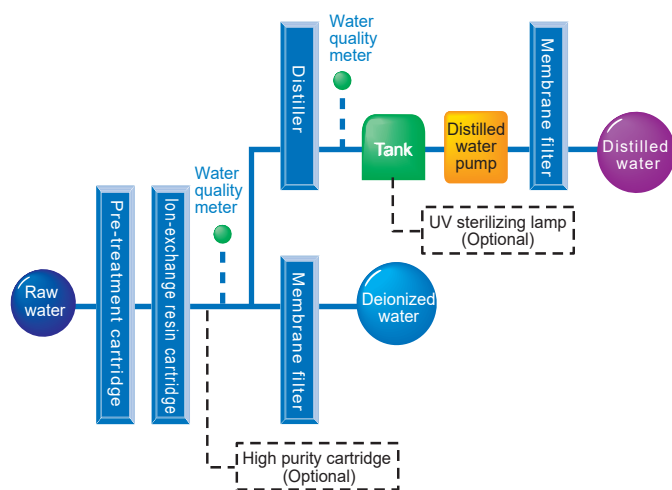 Water
quality
meter
Distiller
Tank
Distilled
water
pump
Membrane filter
Distilled
water
UV sterilizing lamp
(Optional)
Water
quality
meter
Raw
water
Pre-treatment cartridge
Ion-exchange resin cartridge
Membrane filter
Deionized
water
High purity cartridge
(Optional)